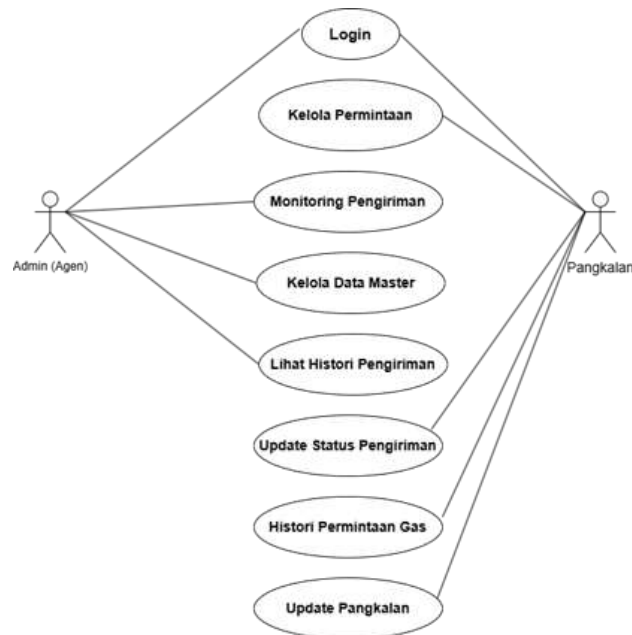 Login
Kelola Permintaan
Monitoring Pengiriman
Admin (Agen)
Pangkalan
Kelola Data Master
Lihat Histori Pengiriman
Update Status Pengiriman
Histori Permintaan Gas
Update Pangkalan